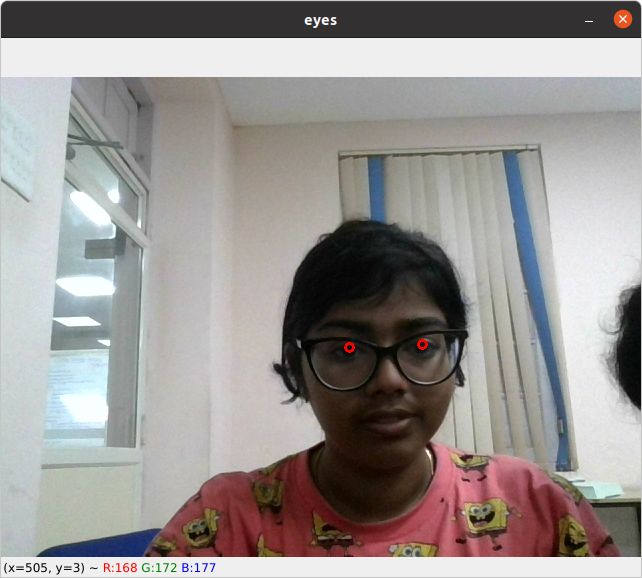 eyes
(x=505, y=3) ~ R:168 G:172 B:177